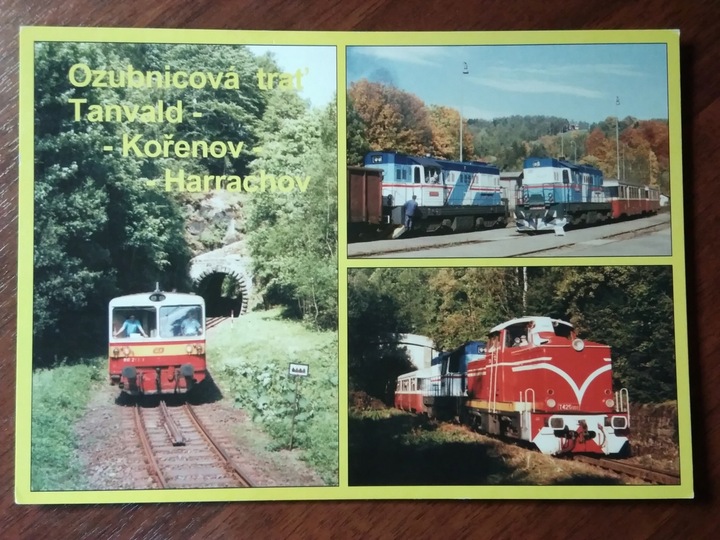 Ozubnicová trať
Tanvald -
- Kořenov -
- Harrachov